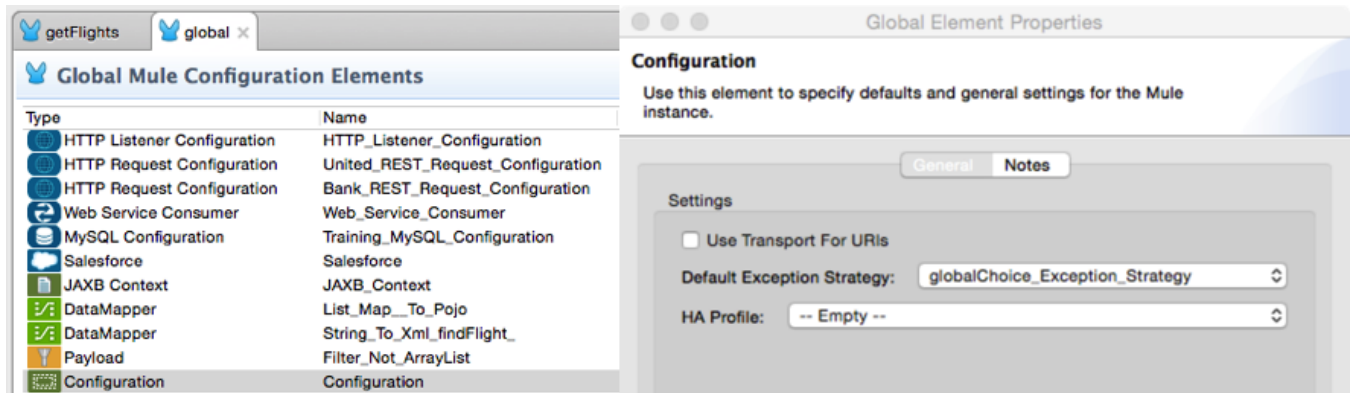 getFlights
global
Global Mule Configuration Elements
Type Name
HTTP Listener Configuration HTTP_Listener_Configuration
HTTP Request Configuration United_REST_Request_Configuration
HTTP Request Configuration Bank_REST_Request_Configuration
Web Service Consumer Web_Service_Consumer
MySQL Configuration Training_MySQL_Configuration
Salesforce Salesforce
JAXB Context JAXB_Context
DataMapper List_Map__To_Pojo
DataMapper String_To_Xml_findFlight_
Payload Filter_Not_ArrayList
Configuration Configuration
Global Element Properties
Configuration
Use this element to specify defaults and general settings for the Mule
instance.
General Notes
Settings
Use Transport For URIs
Default Exception Strategy: globalChoice_Exception_Strategy
HA Profile: -- Empty --